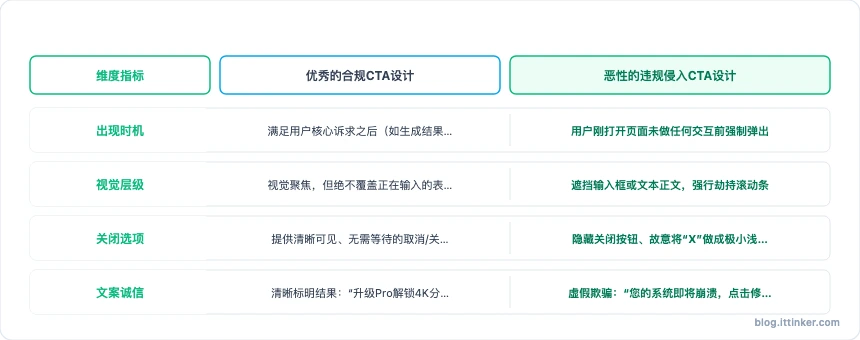 维度指标 优秀的合规CTA设计 恶性的违规侵入CTA设计
出现时机 满足用户核心诉求之后（如生成结果... 用户刚打开页面未做任何交互前强制弹出
视觉层级 视觉聚焦，但绝不覆盖正在输入的表... 遮挡输入框或文本正文，强行劫持滚动条
关闭选项 提供清晰可见、无需等待的取消/关... 隐藏关闭按钮、故意将“X”做成极小浅...
文案诚信 清晰标明结果：“升级Pro解锁4K分... 虚假欺骗：“您的系统即将崩溃，点击修...
blog.ittinker.com